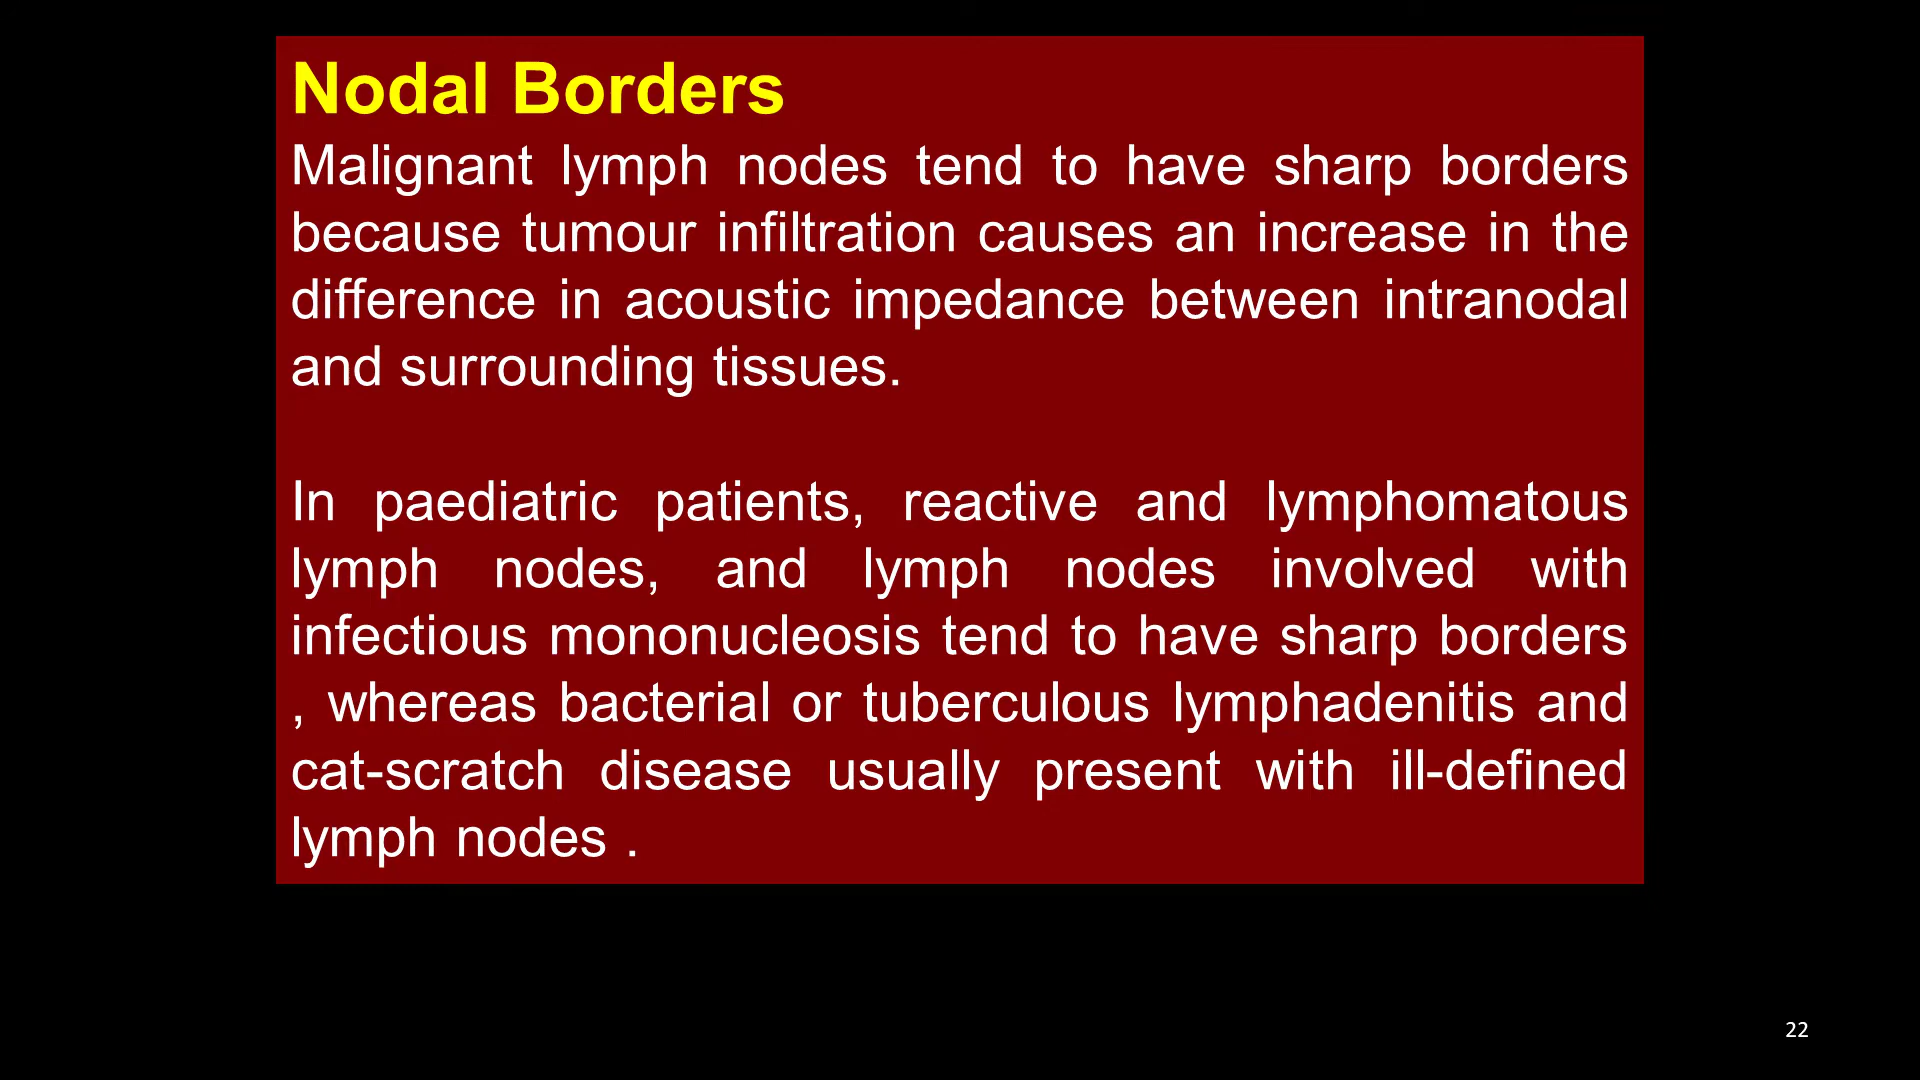 Nodal Borders
Malignant lymph nodes tend to have sharp borders
because tumour infiltration causes an increase in the
difference in acoustic impedance between intranodal
and surrounding tissues.
In paediatric patients, reactive and lymphomatous
lymph nodes, and lymph nodes involved with
infectious mononucleosis tend to have sharp borders
, whereas bacterial or tuberculous lymphadenitis and
cat-scratch disease usually present with ill-defined
lymph nodes .
22